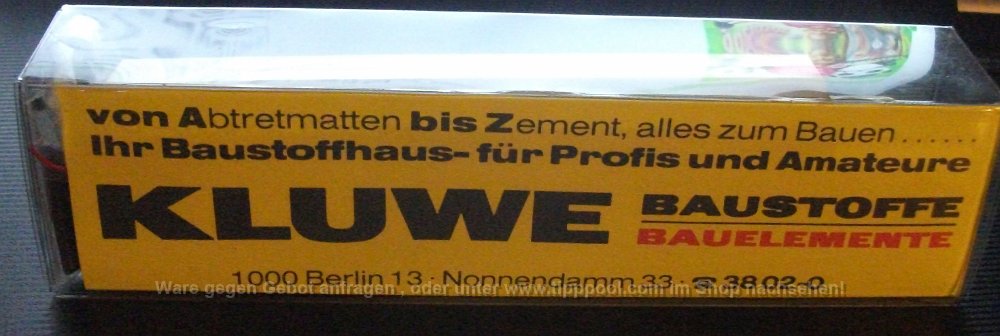 von Abtretmatten bis Zement, alles zum Bauen ......
Ihr Baustoffhaus- für Profis und Amateure
KLUWE BAUSTOFFE
BAUELEMENTE
1000 Berlin 13 · Nonnendamm 33 · ☎ 38 02-0
Ware gegen Gebot anfragen , oder unter www.tipppool.com im Shop nachsehen!